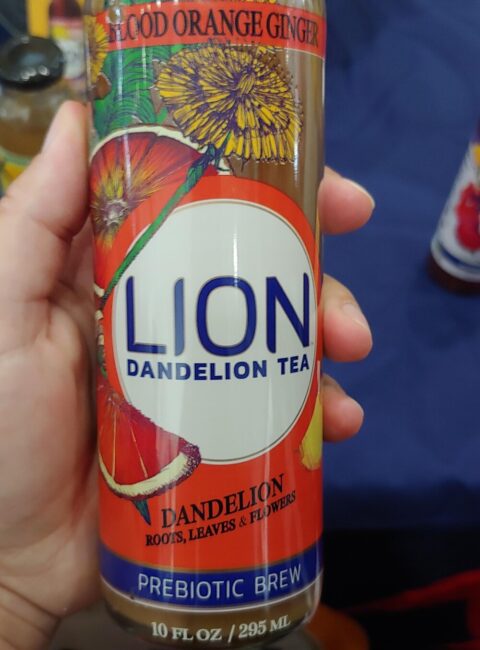 BLOOD ORANGE GINGER
LION
DANDELION TEA
DANDELION
ROOTS, LEAVES & FLOWERS
PREBIOTIC BREW
10 FL OZ / 295 ML